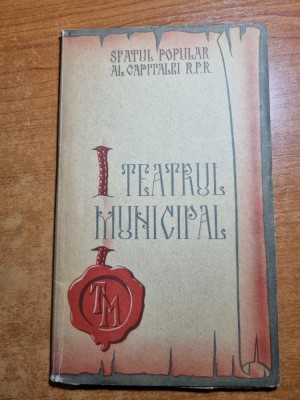 SFATUL POPULAR
AL CAPITALEI R.P.R.
TEATRUL
MUNICIPAL
TM